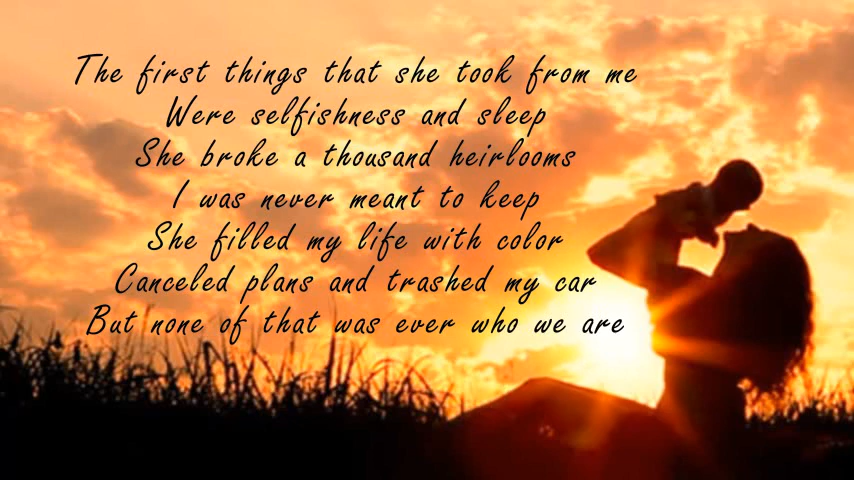 The first things that she took from me
Were selfishness and sleep
She broke a thousand heirlooms
I was never meant to keep
She filled my life with color
Canceled plans and trashed my car
But none of that was ever who we are